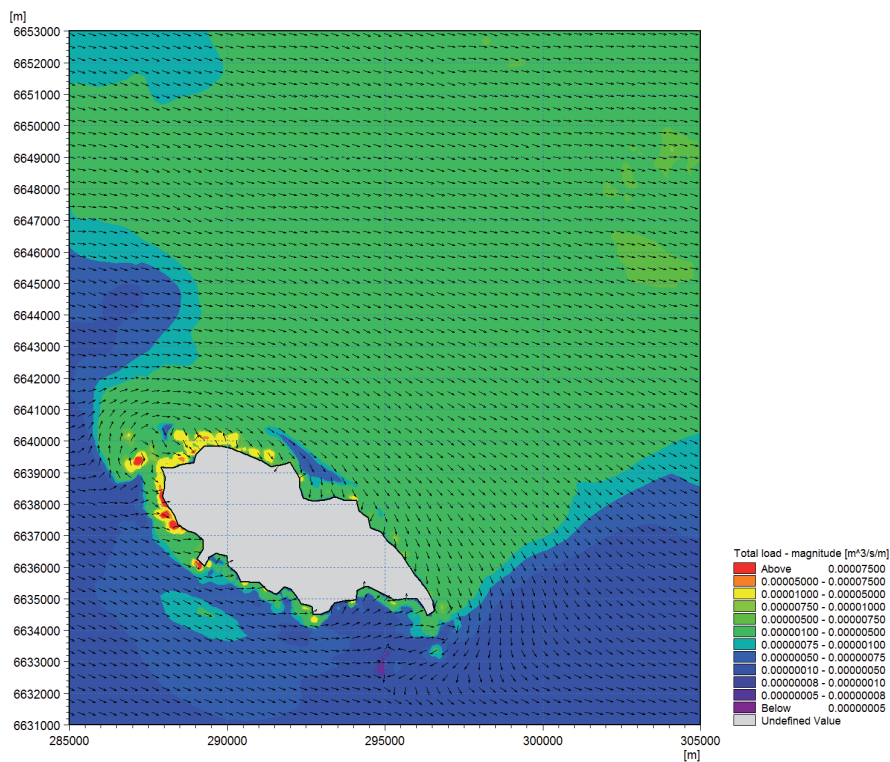 [m]
6653000
6652000
6651000
6650000
6649000
6648000
6647000
6646000
6645000
6644000
6643000
6642000
6641000
6640000
6639000
6638000
6637000
6636000
6635000
6634000
6633000
6632000
6631000
285000 290000 295000 300000 305000
[m]
Total load - magnitude [m^3/s/m]
Above 0.00007500
0.00005000 - 0.00007500
0.00001000 - 0.00005000
0.00000750 - 0.00001000
0.00000500 - 0.00000750
0.00000100 - 0.00000500
0.00000075 - 0.00000100
0.00000050 - 0.00000075
0.00000010 - 0.00000050
0.00000008 - 0.00000010
0.00000005 - 0.00000008
Below 0.00000005
Undefined Value